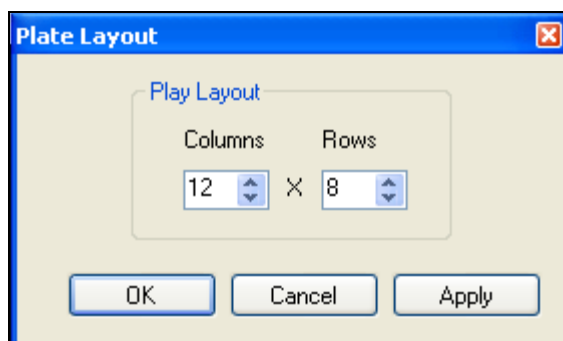 Plate Layout
Play Layout
Columns Rows
12 X 8
OK Cancel Apply